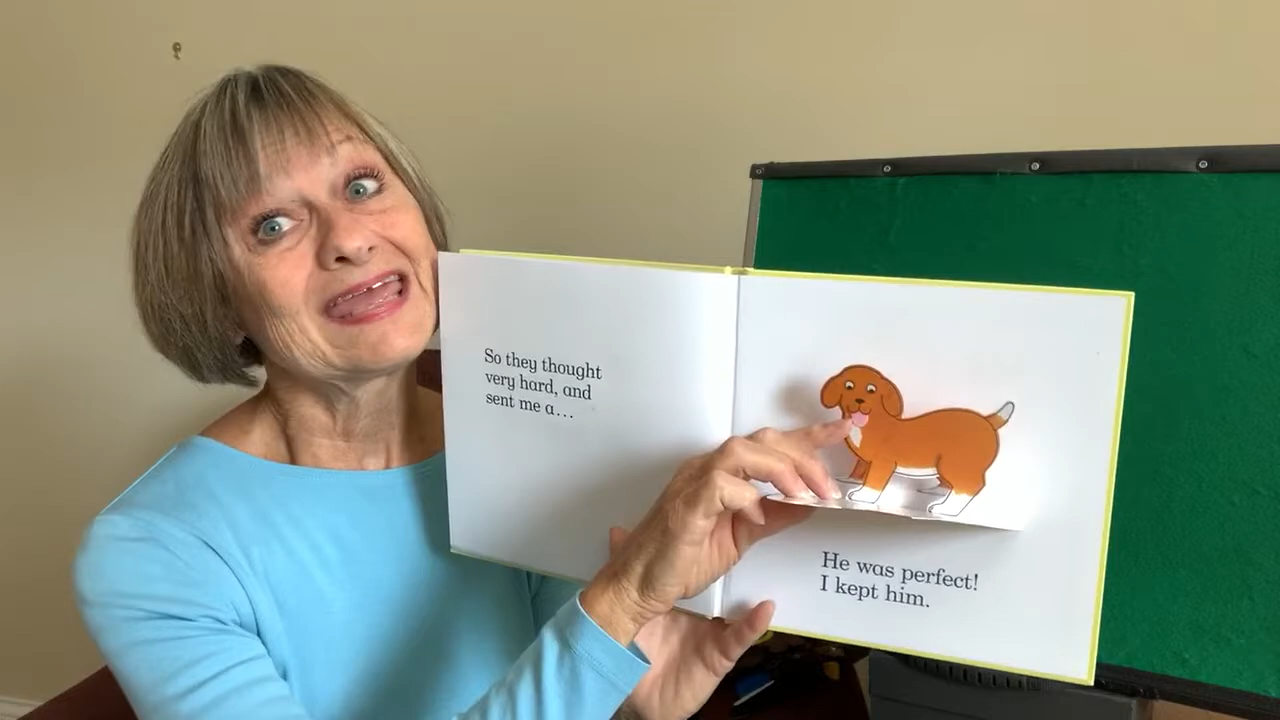 So they thought
very hard, and
sent me a...
He was perfect!
I kept him.